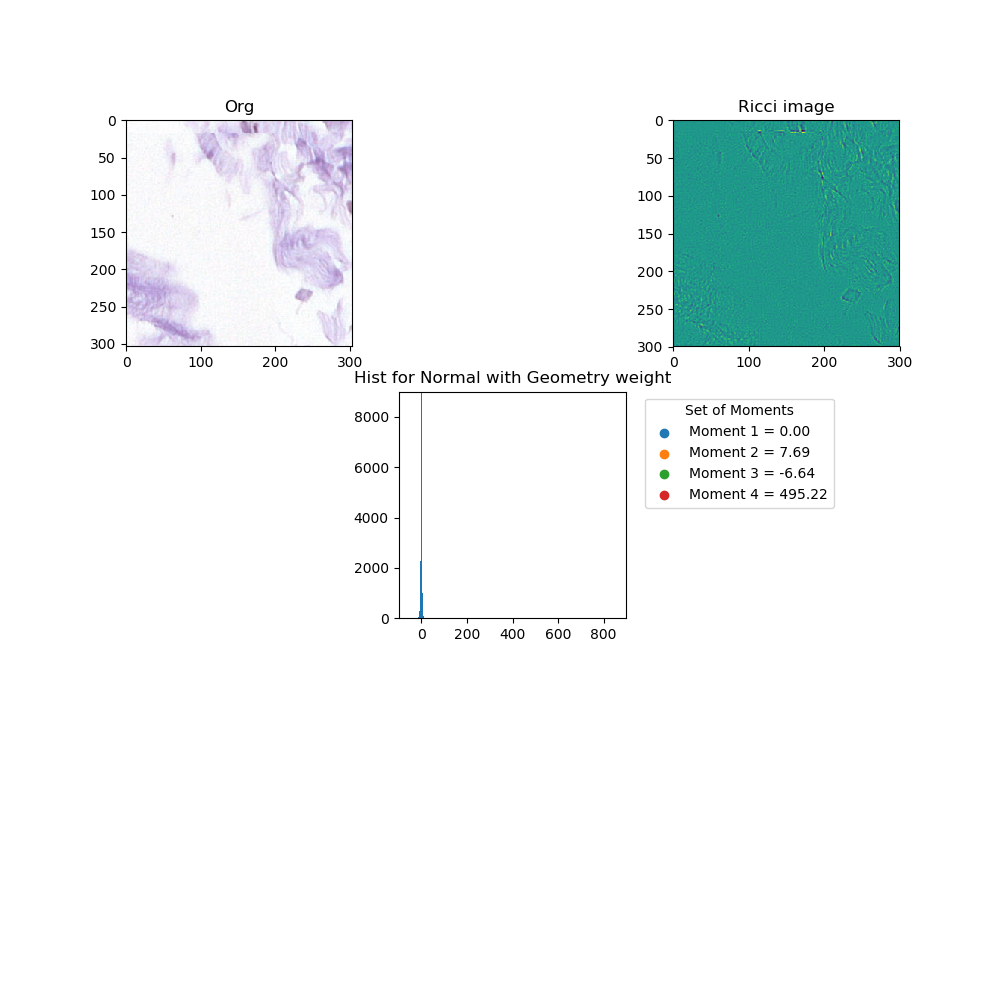 Org
Ricci image
0
50
100
150
200
250
300
0 100 200 300
0
50
100
150
200
250
300
0 100 200 300
Hist for Normal with Geometry weight
8000
6000
4000
2000
0
0 200 400 600 800
Set of Moments
Moment 1 = 0.00
Moment 2 = 7.69
Moment 3 = -6.64
Moment 4 = 495.22